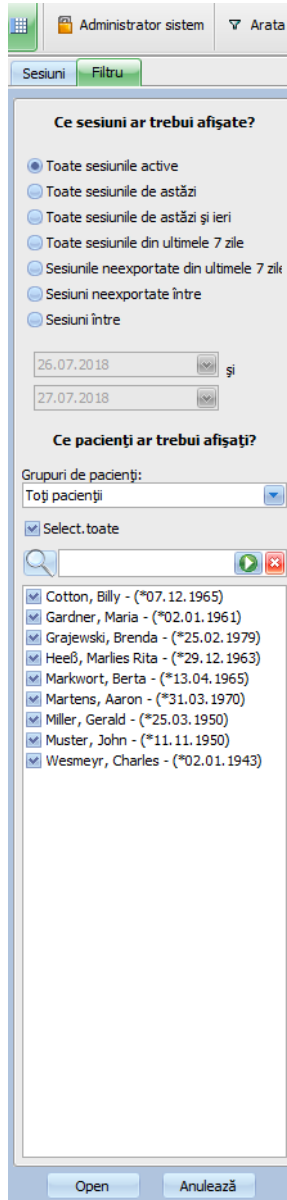 Administrator sistem Arata
Sesiuni Filtru
Ce sesiuni ar trebui afişate?
Toate sesiunile active
Toate sesiunile de astăzi
Toate sesiunile de astăzi şi ieri
Toate sesiunile din ultimele 7 zile
Sesiunile neexportate din ultimele 7 zile
Sesiuni neexportate între
Sesiuni între
26.07.2018 şi
27.07.2018
Ce pacienţi ar trebui afişaţi?
Grupuri de pacienţi:
Toţi pacienţii
Select.toate
Cotton, Billy - (*07.12.1965)
Gardner, Maria - (*02.01.1961)
Grajewski, Brenda - (*25.02.1979)
Heeß, Marlies Rita - (*29.12.1963)
Markwort, Berta - (*13.04.1965)
Martens, Aaron - (*31.03.1970)
Miller, Gerald - (*25.03.1950)
Muster, John - (*11.11.1950)
Wesmeyr, Charles - (*02.01.1943)
Open Anulează